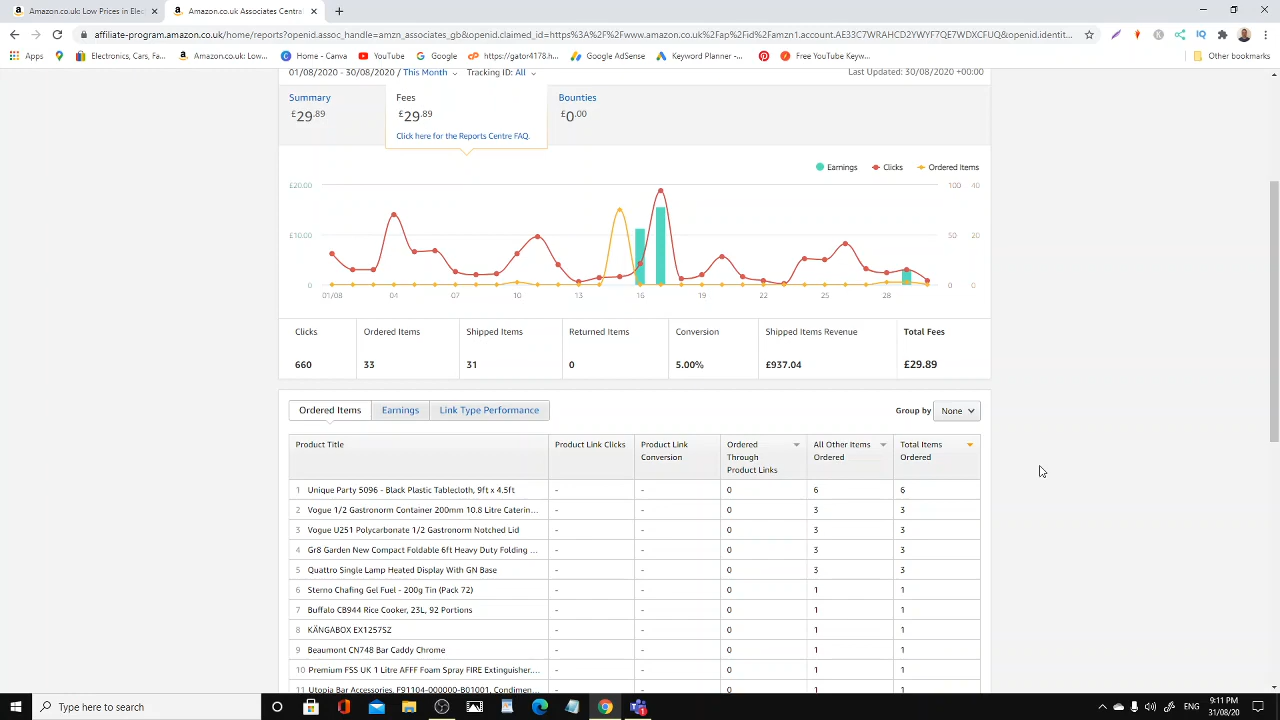 Amazon.co.uk: Low Prices in Elec
Amazon.co.uk Associates Central
affiliate-program.amazon.co.uk/home/reports?openid.assoc_handle=amzn_associates_gb&openid.claimed_id=https%3A%2F%2Fwww.amazon.co.uk%2Fap%2Fid%2Famzn1.account.AE33C7WRAHCD2YWYF7QE7WDXCFUQ&openid.identit...
Apps Electronics, Cars, Fa... Amazon.co.uk: Low... Home - Canva YouTube Google https://gator4178.h... Google AdSense Keyword Planner -... Free YouTube Keyw... Other bookmarks
01/08/2020 - 30/08/2020 / This Month Tracking ID: All Last Updated: 30/08/2020 +00:00
Summary Fees Bounties
£29.89 £29.89 £0.00
Click here for the Reports Centre FAQ.
Earnings Clicks Ordered Items
£20.00 100 40
£10.00 50 20
0 0 0
01/08 04 07 10 13 16 19 22 25 28
Clicks Ordered Items Shipped Items Returned Items Conversion Shipped Items Revenue Total Fees
660 33 31 0 5.00% £937.04 £29.89
Ordered Items Earnings Link Type Performance Group by None
Product Title Product Link Clicks Product Link Conversion Ordered Through Product Links All Other Items Ordered Total Items Ordered
1 Unique Party 5096 - Black Plastic Tablecloth, 9ft x 4.5ft - - 0 6 6
2 Vogue 1/2 Gastronorm Container 200mm 10.8 Litre Caterin... - - 0 3 3
3 Vogue U251 Polycarbonate 1/2 Gastronorm Notched Lid - - 0 3 3
4 Gr8 Garden New Compact Foldable 6ft Heavy Duty Folding ... - - 0 3 3
5 Quattro Single Lamp Heated Display With GN Base - - 0 3 3
6 Sterno Chafing Gel Fuel - 200g Tin (Pack 72) - - 0 1 1
7 Buffalo CB944 Rice Cooker, 23L, 92 Portions - - 0 1 1
8 KÄNGABOX EX1257SZ - - 0 1 1
9 Beaumont CN748 Bar Caddy Chrome - - 0 1 1
10 Premium FSS UK 1 Litre AFFF Foam Spray FIRE Extinguisher.... - - 0 1 1
11 Utopia Bar Accessories, F91104-000000-B01001, Condimen... - - 0 1 1
Type here to search ENG 9:11 PM
31/08/20